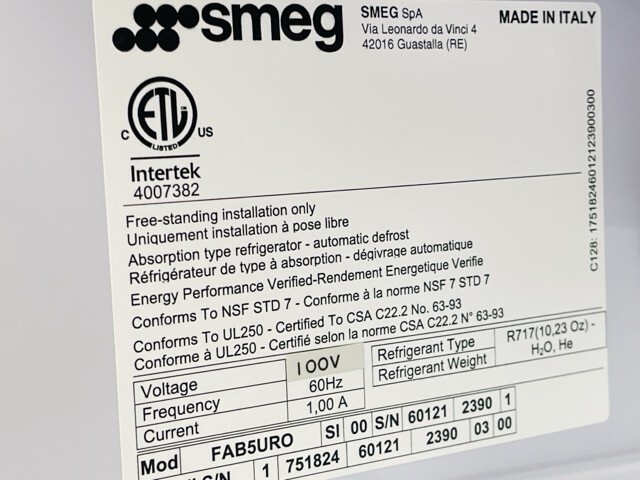 smeg
SMEG SpA
Via Leonardo da Vinci 4
42016 Guastalla (RE)
MADE IN ITALY
C ETL US
LISTED
Intertek
4007382
Free-standing installation only
Uniquement installation à pose libre
Absorption type refrigerator - automatic defrost
Réfrigérateur de type à absorption - dégivrage automatique
Energy Performance Verified-Rendement Energetique Verifie
Conforms To NSF STD 7 - Conforme à la norme NSF 7 STD 7
Conforms To UL250 - Certified To CSA C22.2 No. 63-93
Conforme à UL250 - Certifié selon la norme CSA C22.2 N° 63-93
C128: 17518246012123900300
Voltage 100V
Frequency 60Hz
Current 1,00 A
Refrigerant Type
Refrigerant Weight
R717(10,23 Oz) -
H2O, He
Mod FAB5URO SI 00 S/N 60121 2390 1
S/N 1 751824 60121 2390 03 00